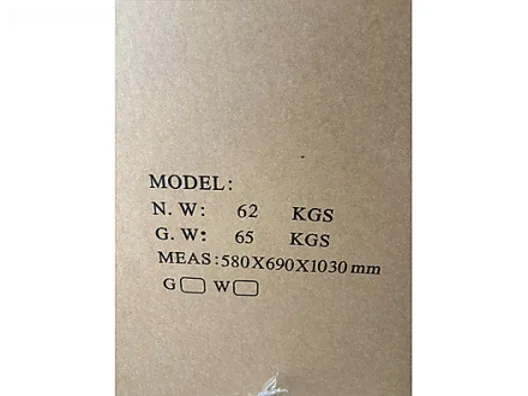 MODEL:
N. W: 62 KGS
G. W: 65 KGS
MEAS:580X690X1030 mm
G W